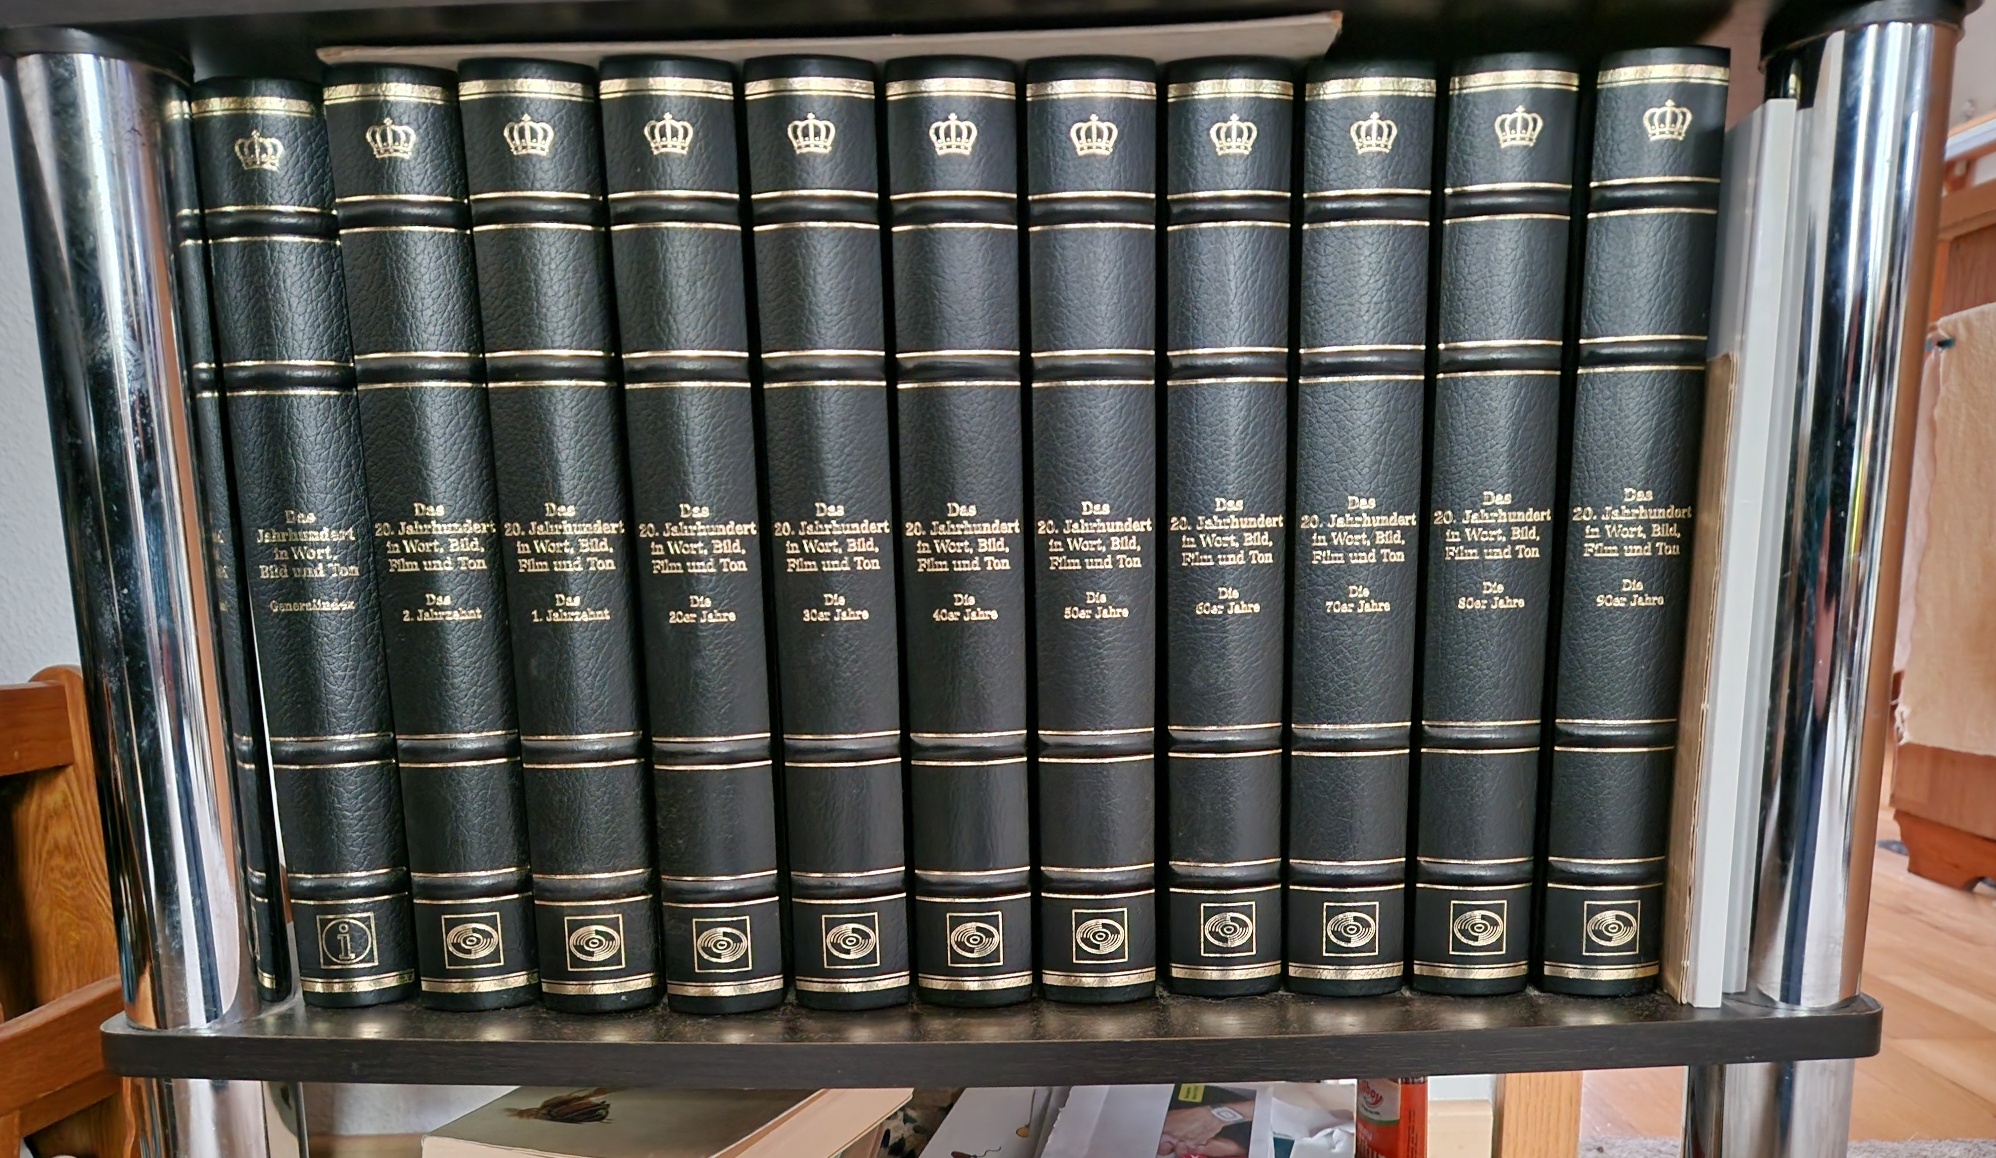 Das
Jahrhundert
in Wort,
Bild und Ton
Generalindex
Das
20. Jahrhundert
in Wort, Bild,
Film und Ton
Das
2. Jahrzehnt
Das
20. Jahrhundert
in Wort, Bild,
Film und Ton
Das
1. Jahrzehnt
Das
20. Jahrhundert
in Wort, Bild,
Film und Ton
Die
20er Jahre
Das
20. Jahrhundert
in Wort, Bild,
Film und Ton
Die
30er Jahre
Das
20. Jahrhundert
in Wort, Bild,
Film und Ton
Die
40er Jahre
Das
20. Jahrhundert
in Wort, Bild,
Film und Ton
Die
50er Jahre
Das
20. Jahrhundert
in Wort, Bild,
Film und Ton
Die
60er Jahre
Das
20. Jahrhundert
in Wort, Bild,
Film und Ton
Die
70er Jahre
Das
20. Jahrhundert
in Wort, Bild,
Film und Ton
Die
80er Jahre
Das
20. Jahrhundert
in Wort, Bild,
Film und Ton
Die
90er Jahre
i